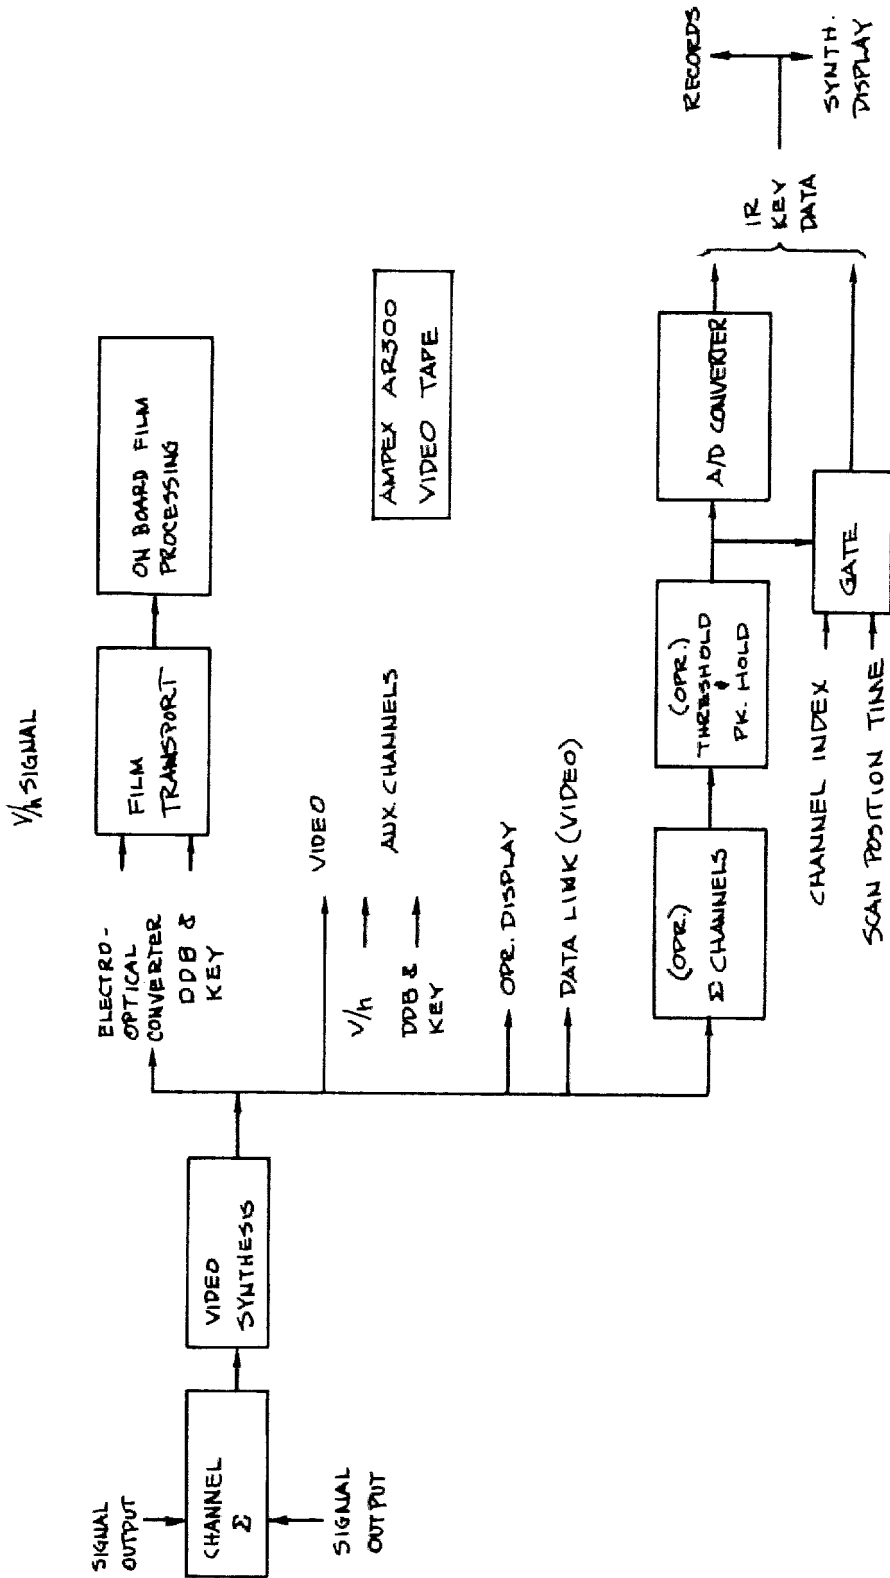 SIGNAL
OUTPUT
CHANNEL
Σ
SIGNAL
OUTPUT
VIDEO
SYNTHESIS
V/h SIGNAL
ELECTRO-
OPTICAL
CONVERTER
DDB &
KEY
FILM
TRANSPORT
ON BOARD FILM
PROCESSING
VIDEO
V/h
AUX. CHANNELS
DDB &
KEY
AMPEX AR300
VIDEO TAPE
OPR. DISPLAY
DATA LINK (VIDEO)
(OPR.)
Σ CHANNELS
(OPR.)
THRESHOLD
&
PK. HOLD
A/D CONVERTER
CHANNEL INDEX
SCAN POSITION TIME
GATE
IR
KEY
DATA
RECORDS
SYNTH.
DISPLAY